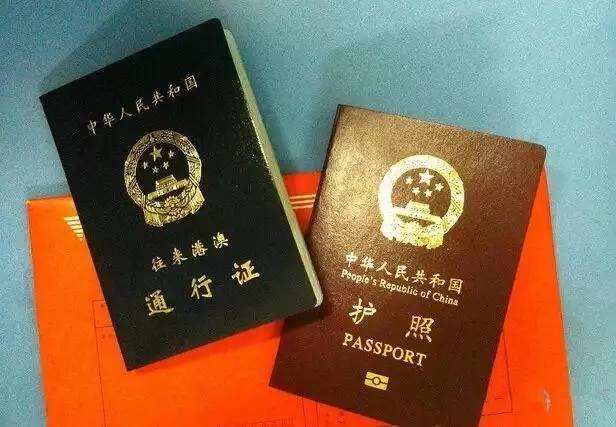 中华人民共和国
往来港澳
通行证
中华人民共和国
People's Republic of China
护照
PASSPORT